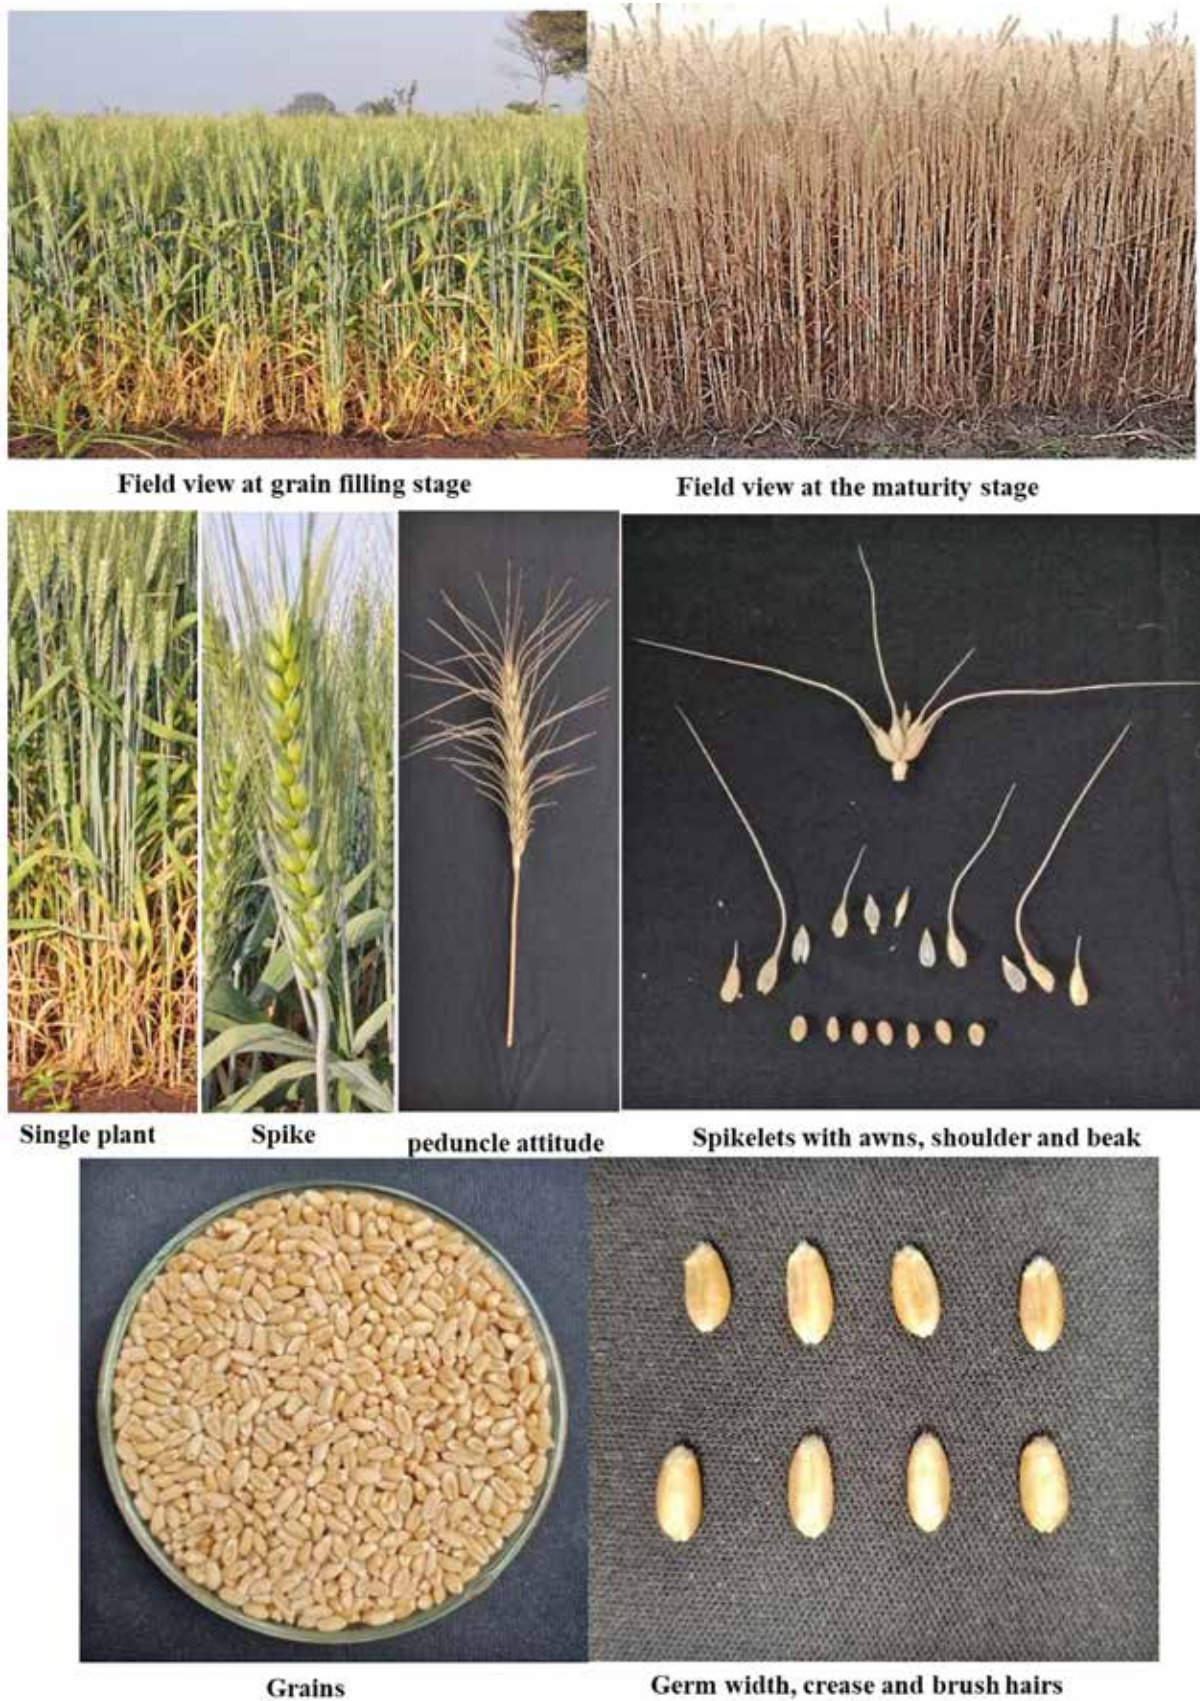 Field view at grain filling stage
Field view at the maturity stage
Single plant
Spike
peduncle attitude
Spikelets with awns, shoulder and beak
Grains
Germ width, crease and brush hairs